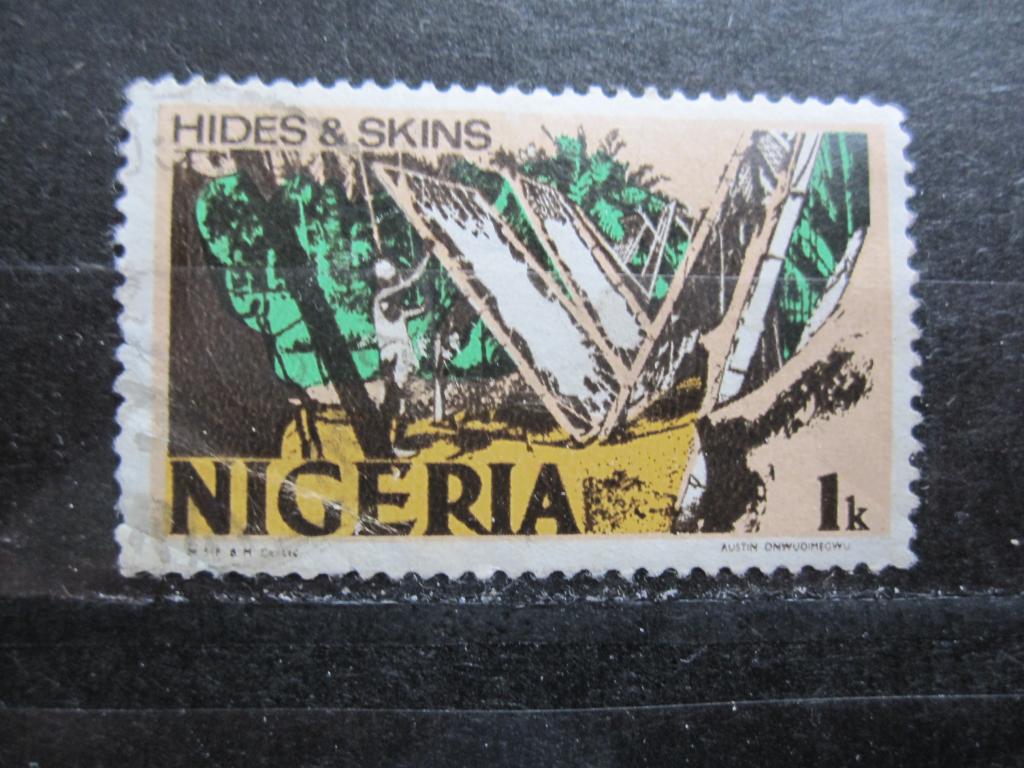 HIDES & SKINS
NIGERIA
1k
AUSTIN ONWUDIMEGWU